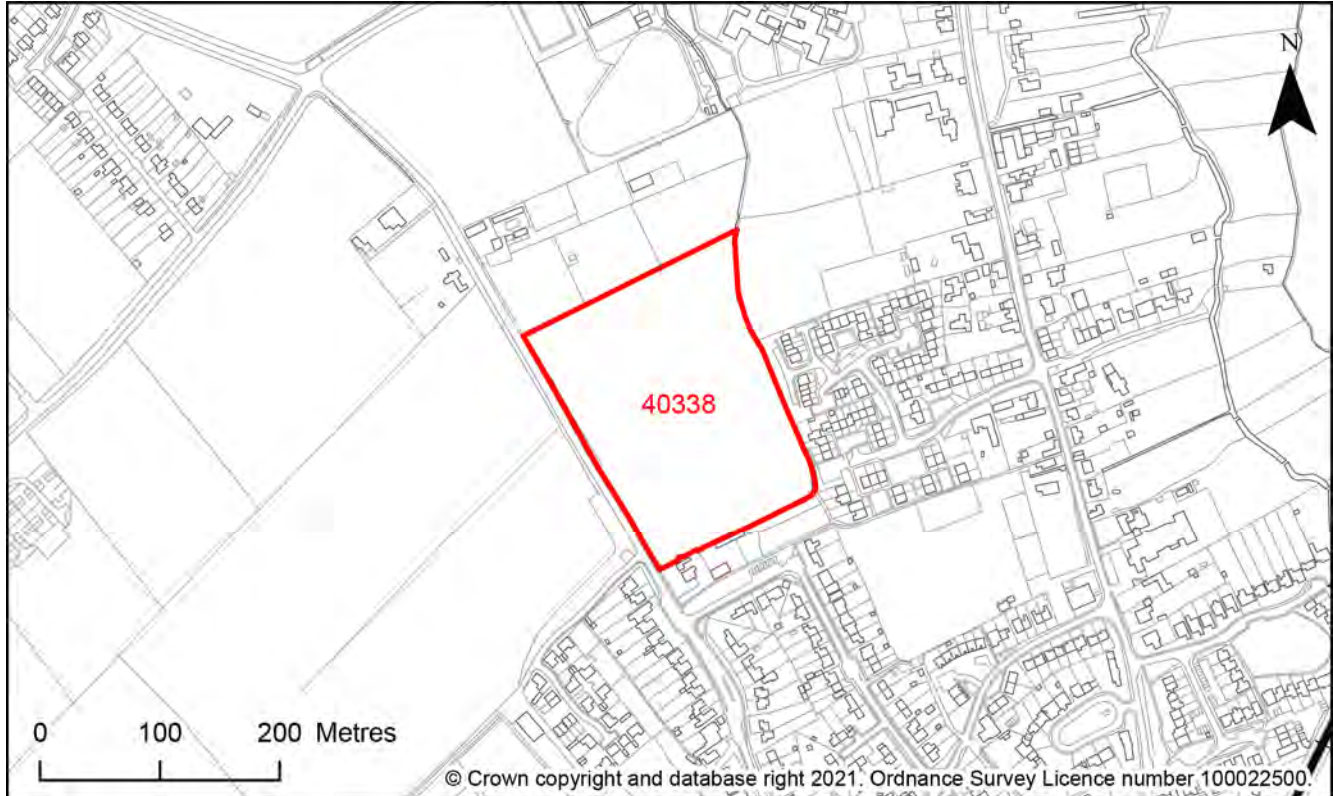 N
40338
0 100 200 Metres
© Crown copyright and database right 2021. Ordnance Survey Licence number 100022500.